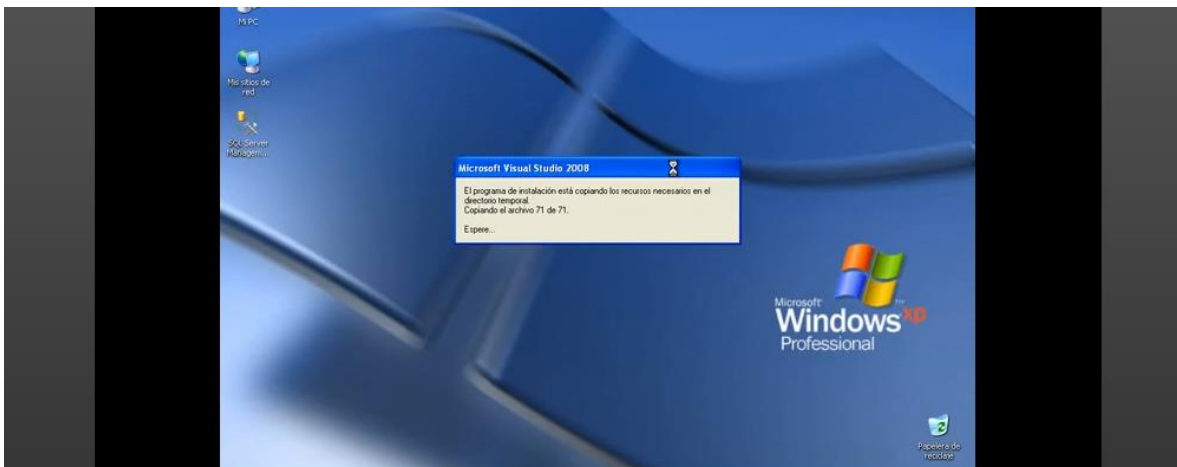 Mi PC
Mis sitios de
red
SQL Server
Managem...
Microsoft Visual Studio 2008
El programa de instalación está copiando los recursos necesarios en el
directorio temporal.
Copiando el archivo 71 de 71.
Espere...
Microsoft
Windows xp
Professional
Papelera de
reciclaje